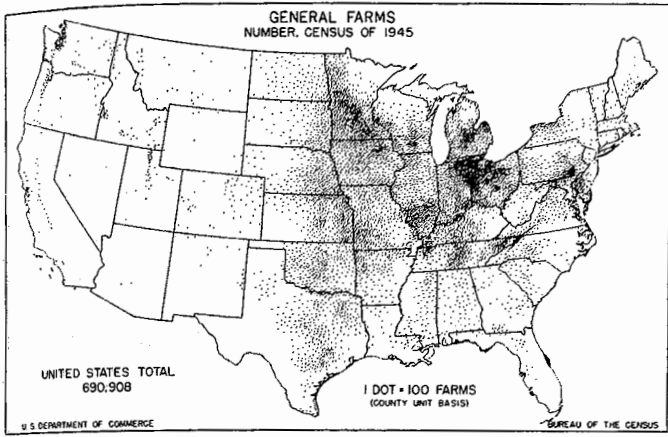 GENERAL FARMS
NUMBER, CENSUS OF 1945
UNITED STATES TOTAL
690,908
1 DOT = 100 FARMS
(COUNTY UNIT BASIS)
U S DEPARTMENT OF COMMERCE
BUREAU OF THE CENSUS